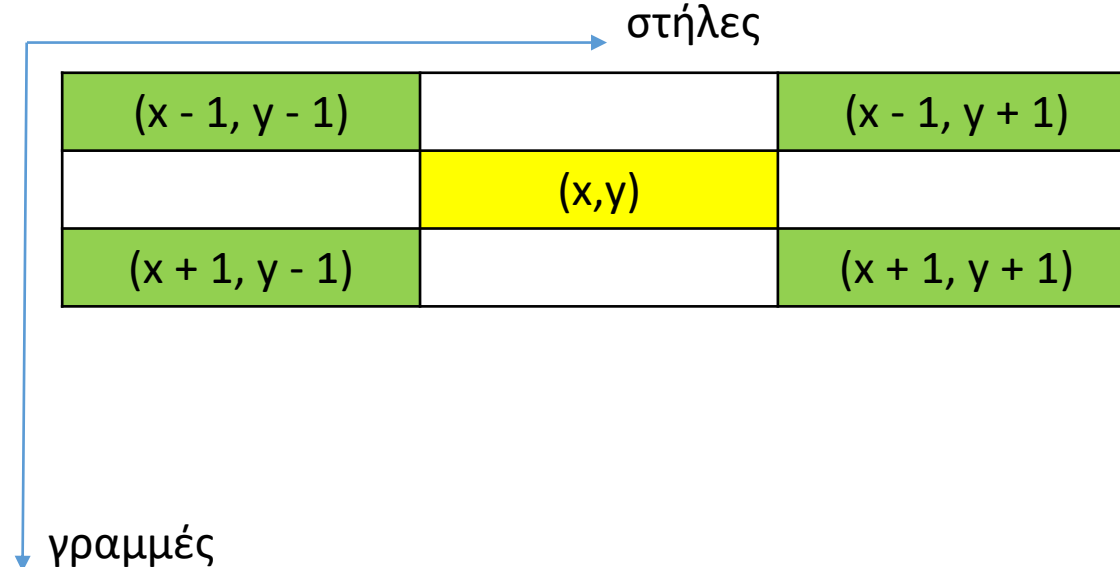 στήλες
(x - 1, y - 1) (x - 1, y + 1)
(x,y)
(x + 1, y - 1) (x + 1, y + 1)
γραμμές